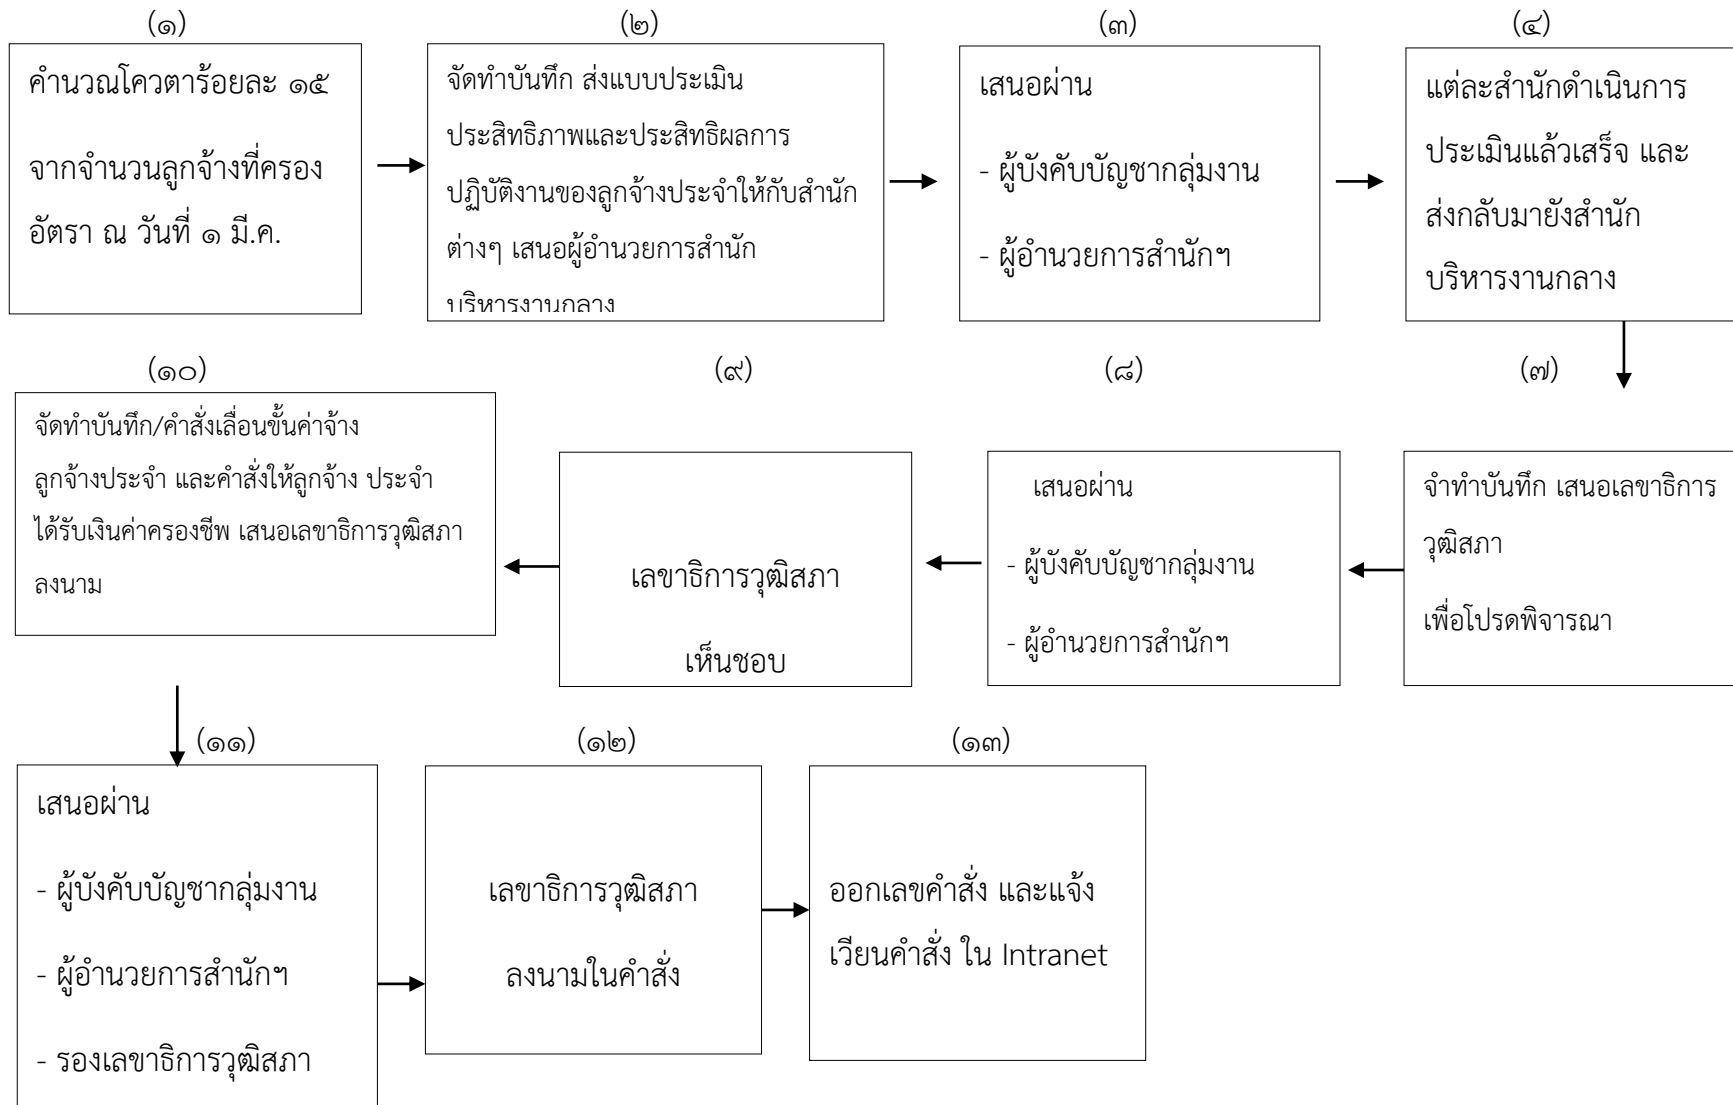 (๑)
คำนวณโควตาร้อยละ ๑๕
จากจำนวนลูกจ้างที่ครอง
อัตรา ณ วันที่ ๑ มี.ค.
(๒)
จัดทำบันทึก ส่งแบบประเมิน
ประสิทธิภาพและประสิทธิผลการ
ปฏิบัติงานของลูกจ้างประจำให้กับสำนัก
ต่างๆ เสนอผู้อำนวยการสำนัก
บริหารงานกลาง
(๓)
เสนอผ่าน
- ผู้บังคับบัญชากลุ่มงาน
- ผู้อำนวยการสำนักฯ
(๔)
แต่ละสำนักดำเนินการ
ประเมินแล้วเสร็จ และ
ส่งกลับมายังสำนัก
บริหารงานกลาง
(๗)
จำทำบันทึก เสนอเลขาธิการ
วุฒิสภา
เพื่อโปรดพิจารณา
(๘)
เสนอผ่าน
- ผู้บังคับบัญชากลุ่มงาน
- ผู้อำนวยการสำนักฯ
(๙)
เลขาธิการวุฒิสภา
เห็นชอบ
(๑๐)
จัดทำบันทึก/คำสั่งเลื่อนขั้นค่าจ้าง
ลูกจ้างประจำ และคำสั่งให้ลูกจ้าง ประจำ
ได้รับเงินค่าครองชีพ เสนอเลขาธิการวุฒิสภา
ลงนาม
(๑๑)
เสนอผ่าน
- ผู้บังคับบัญชากลุ่มงาน
- ผู้อำนวยการสำนักฯ
- รองเลขาธิการวุฒิสภา
(๑๒)
เลขาธิการวุฒิสภา
ลงนามในคำสั่ง
(๑๓)
ออกเลขคำสั่ง และแจ้ง
เวียนคำสั่ง ใน Intranet